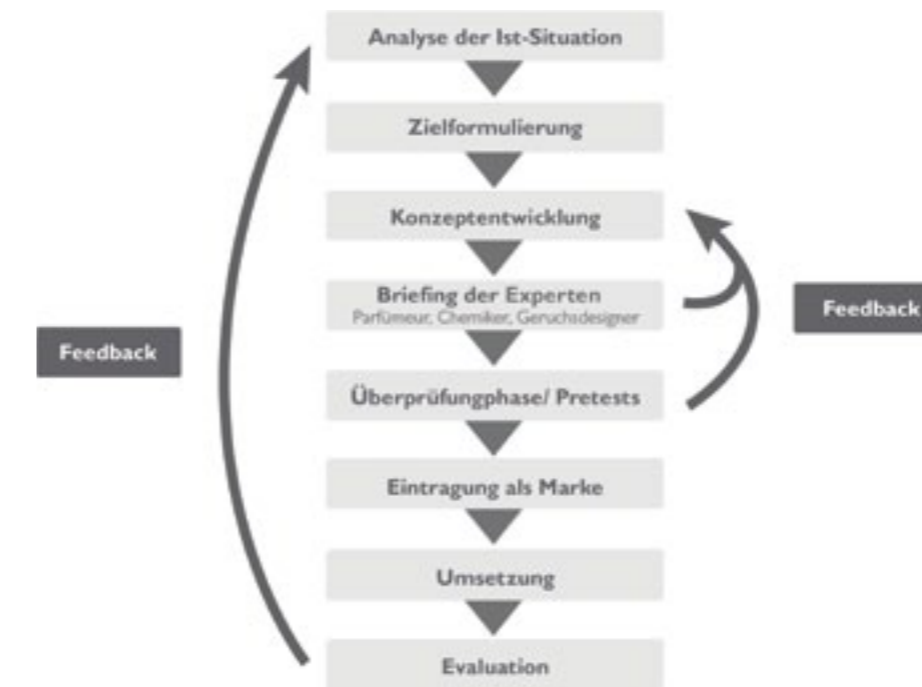 Analyse der Ist-Situation
Zielformulierung
Konzeptentwicklung
Briefing der Experten
Parfümeur, Chemiker, Geruchsdesigner
Feedback
Feedback
Überprüfungphase/ Pretests
Eintragung als Marke
Umsetzung
Evaluation